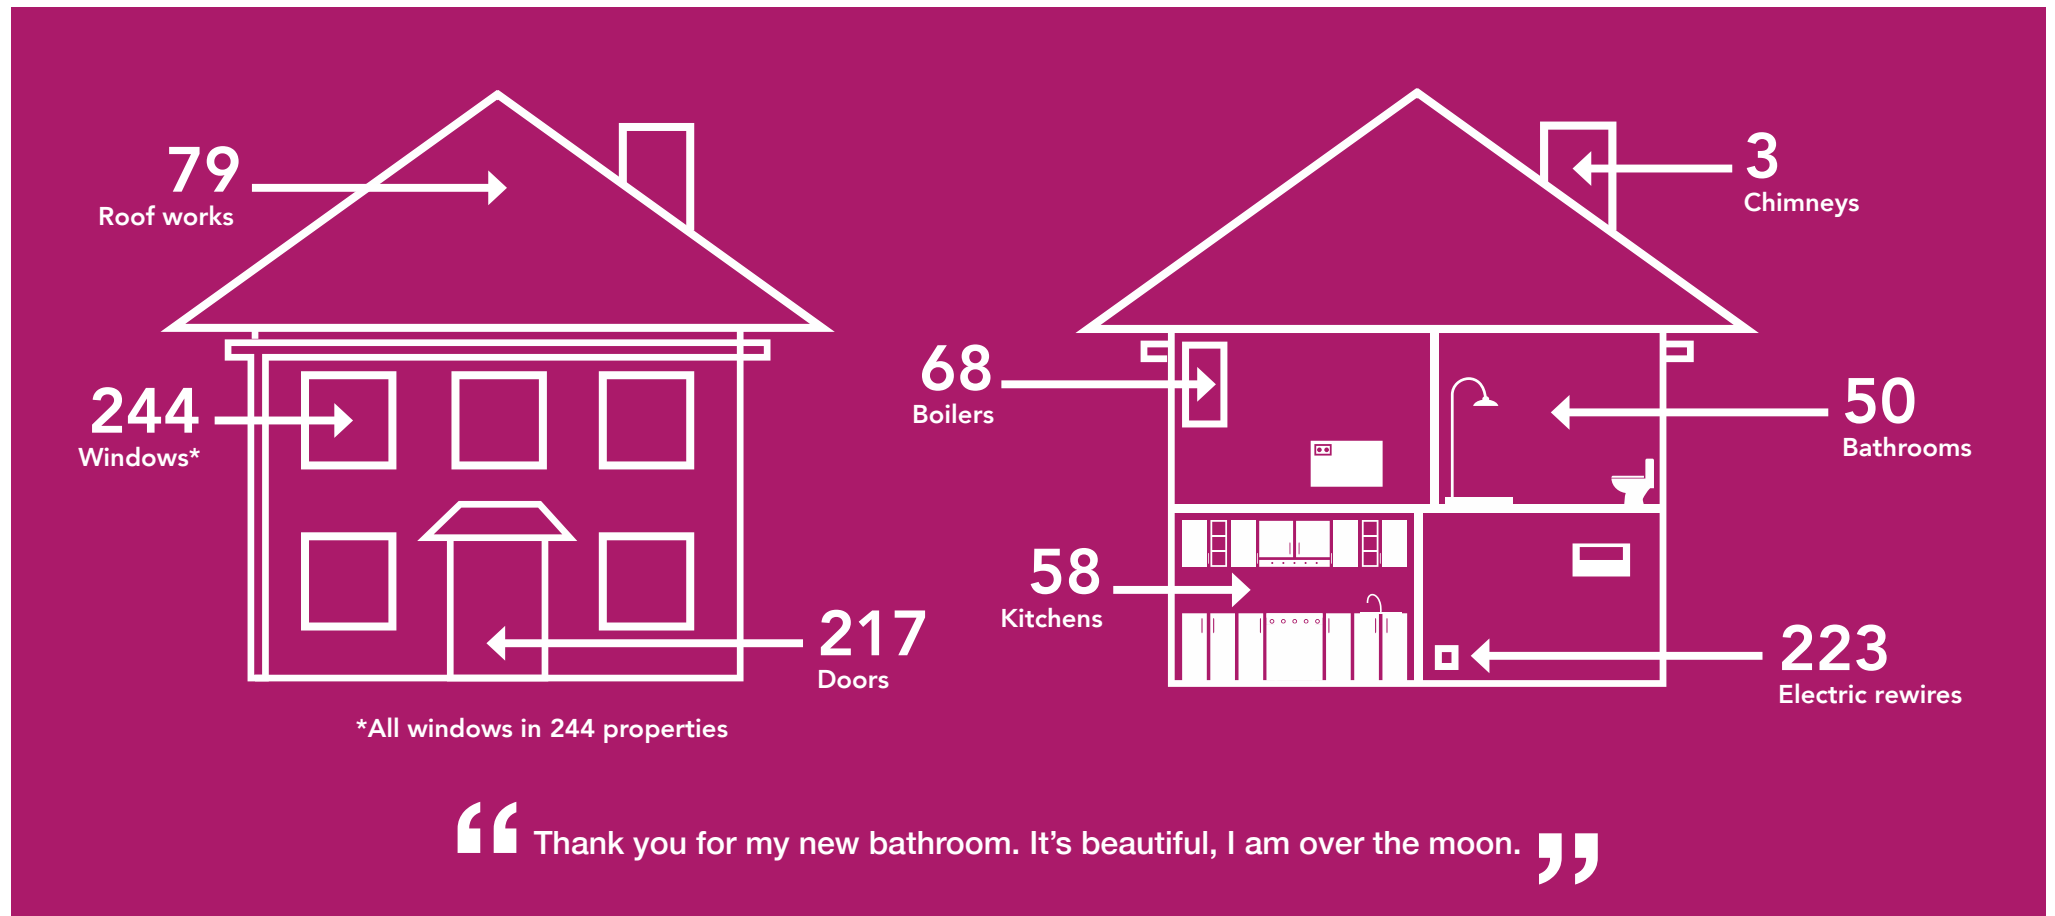 79
Roof works
244
Windows*
217
Doors
*All windows in 244 properties
3
Chimneys
68
Boilers
50
Bathrooms
58
Kitchens
223
Electric rewires
“ Thank you for my new bathroom. It’s beautiful, I am over the moon. ”